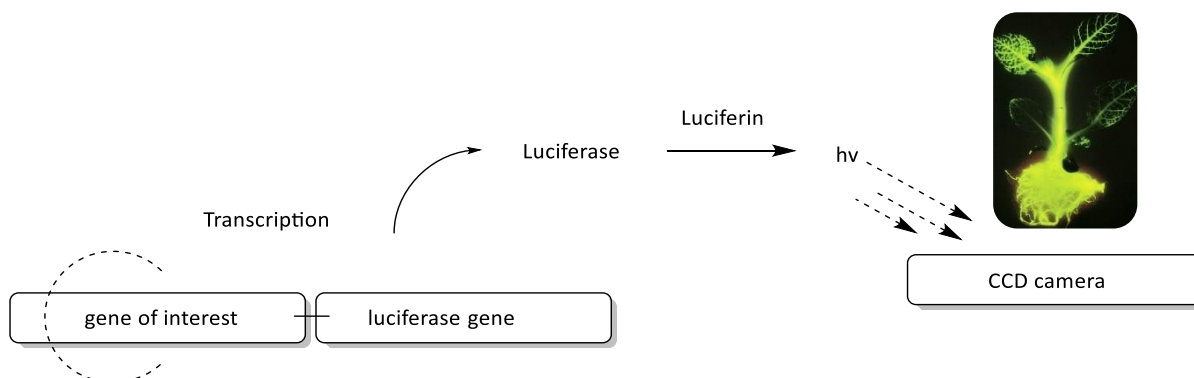 Luciferin
Luciferase
hv
Transcription
CCD camera
gene of interest
luciferase gene